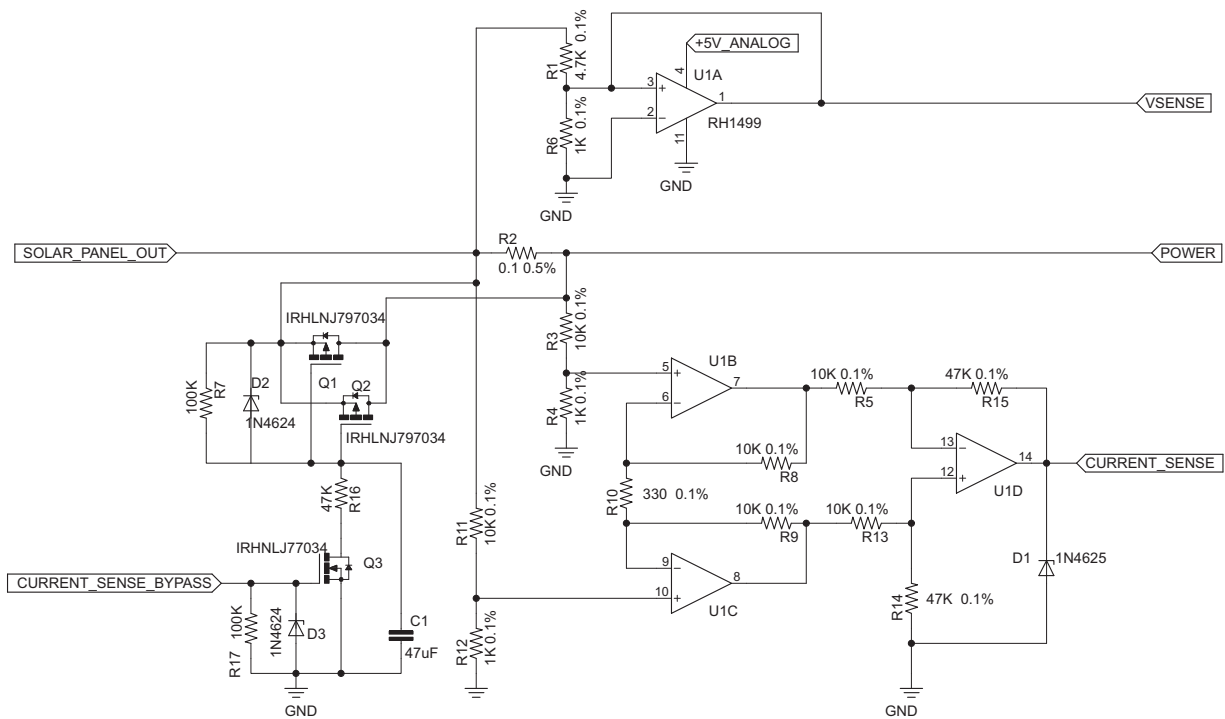 +5V_ANALOG
R1
4.7K 0.1%
4
U1A
3
+
1
2
−
RH1499
11
VSENSE
R6
1K 0.1%
GND
GND
SOLAR_PANEL_OUT
R2
0.1 0.5%
POWER
IRHLNJ797034
Q1
Q2
IRHLNJ797034
100K
R7
D2
1N4624
R3
10K 0.1%
R4
1K 0.1%
GND
U1B
5
+
6
−
7
10K 0.1%
R5
47K 0.1%
R15
10K 0.1%
R8
R10
330 0.1%
13
−
12
+
14
U1D
CURRENT_SENSE
10K 0.1%
R9
10K 0.1%
R13
47K
R16
R11
10K 0.1%
IRHNLJ77034
Q3
CURRENT_SENSE_BYPASS
9
−
10
+
8
U1C
D1
1N4625
R14
47K 0.1%
R17
100K
1N4624
D3
C1
47uF
R12
1K 0.1%
GND
GND